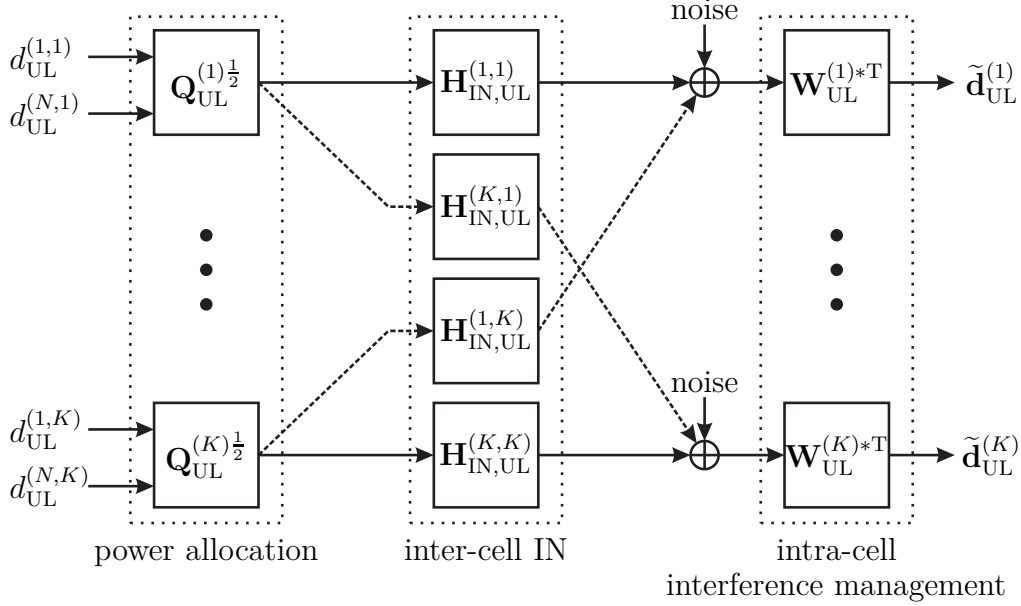 noise
d_UL^(1,1)
Q_UL^(1)1/2
H_IN,UL^(1,1)
W_UL^(1)*T
d̃_UL^(1)
d_UL^(N,1)
H_IN,UL^(K,1)
H_IN,UL^(1,K)
noise
d_UL^(1,K)
Q_UL^(K)1/2
H_IN,UL^(K,K)
W_UL^(K)*T
d̃_UL^(K)
d_UL^(N,K)
power allocation
inter-cell IN
intra-cell
interference management